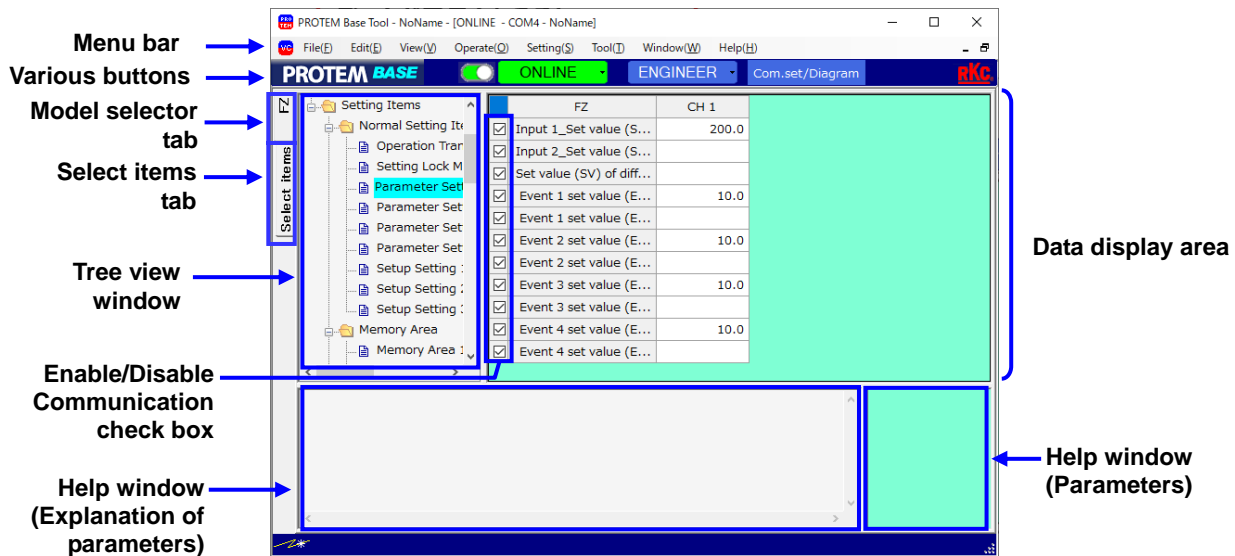 PROTEM Base Tool - NoName - [ONLINE - COM4 - NoName]
Menu bar
File(F) Edit(E) View(V) Operate(O) Setting(S) Tool(T) Window(W) Help(H)
Various buttons
PROTEM BASE ONLINE ENGINEER Com.set/Diagram RKC
Model selector
tab
FZ
Select items
tab
Select items
Setting Items
Normal Setting Ite
Operation Tran
Setting Lock M
Parameter Sett
Parameter Set
Parameter Set
Parameter Set
Setup Setting 1
Setup Setting 2
Setup Setting 3
Memory Area
Memory Area 1
FZ CH 1
Input 1_Set value (S... 200.0
Input 2_Set value (S...
Set value (SV) of diff...
Event 1 set value (E... 10.0
Event 1 set value (E...
Event 2 set value (E... 10.0
Event 2 set value (E...
Event 3 set value (E... 10.0
Event 3 set value (E...
Event 4 set value (E... 10.0
Event 4 set value (E...
Data display area
Tree view
window
Enable/Disable
Communication
check box
Help window
(Explanation of
parameters)
Help window
(Parameters)